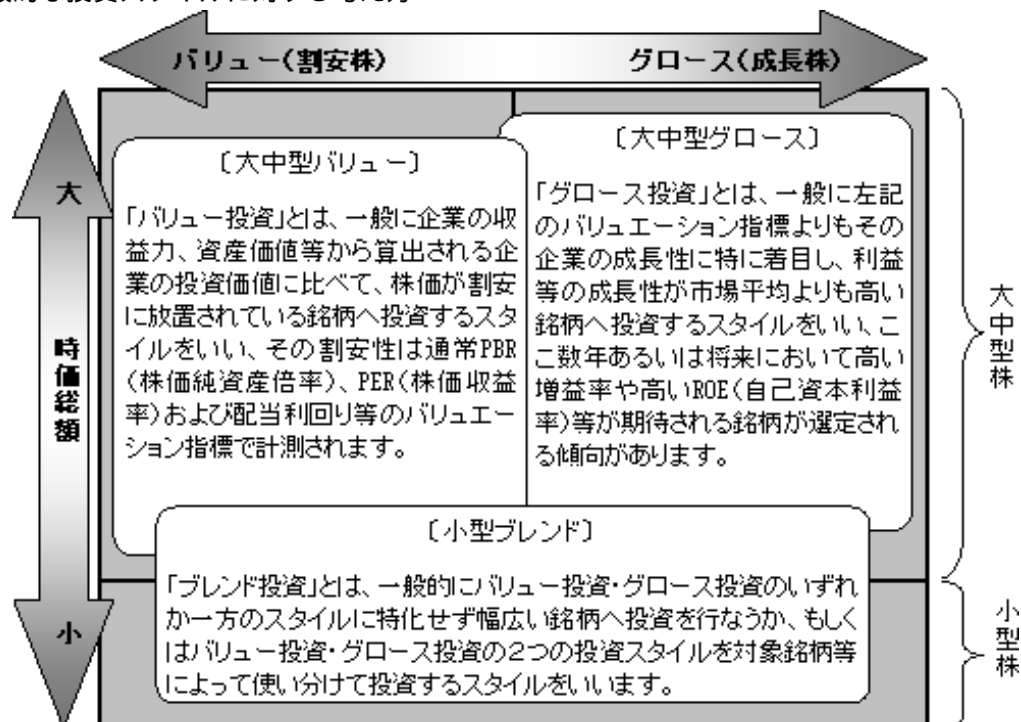 バリュー(割安株)
グロース(成長株)
大
時価総額
小
〔大中型バリュー〕
「バリュー投資」とは、一般に企業の収
益力、資産価値等から算出される企
業の投資価値に比べて、株価が割安
に放置されている銘柄へ投資するスタ
イルをいい、その割安性は通常PBR
(株価純資産倍率)、PER(株価収益
率)および配当利回り等のバリュエー
ション指標で計測されます。
〔大中型グロース〕
「グロース投資」とは、一般に左記
のバリュエーション指標よりもその
企業の成長性に特に着目し、利益
等の成長性が市場平均よりも高い
銘柄へ投資するスタイルをいい、こ
こ数年あるいは将来において高い
増益率や高いROE(自己資本利益
率)等が期待される銘柄が選定され
る傾向があります。
〔小型ブレンド〕
「ブレンド投資」とは、一般的にバリュー投資・グロース投資のいずれ
か一方のスタイルに特化せず幅広い銘柄へ投資を行なうか、もしく
はバリュー投資・グロース投資の2つの投資スタイルを対象銘柄等
によって使い分けて投資するスタイルをいいます。
大中型株
小型株